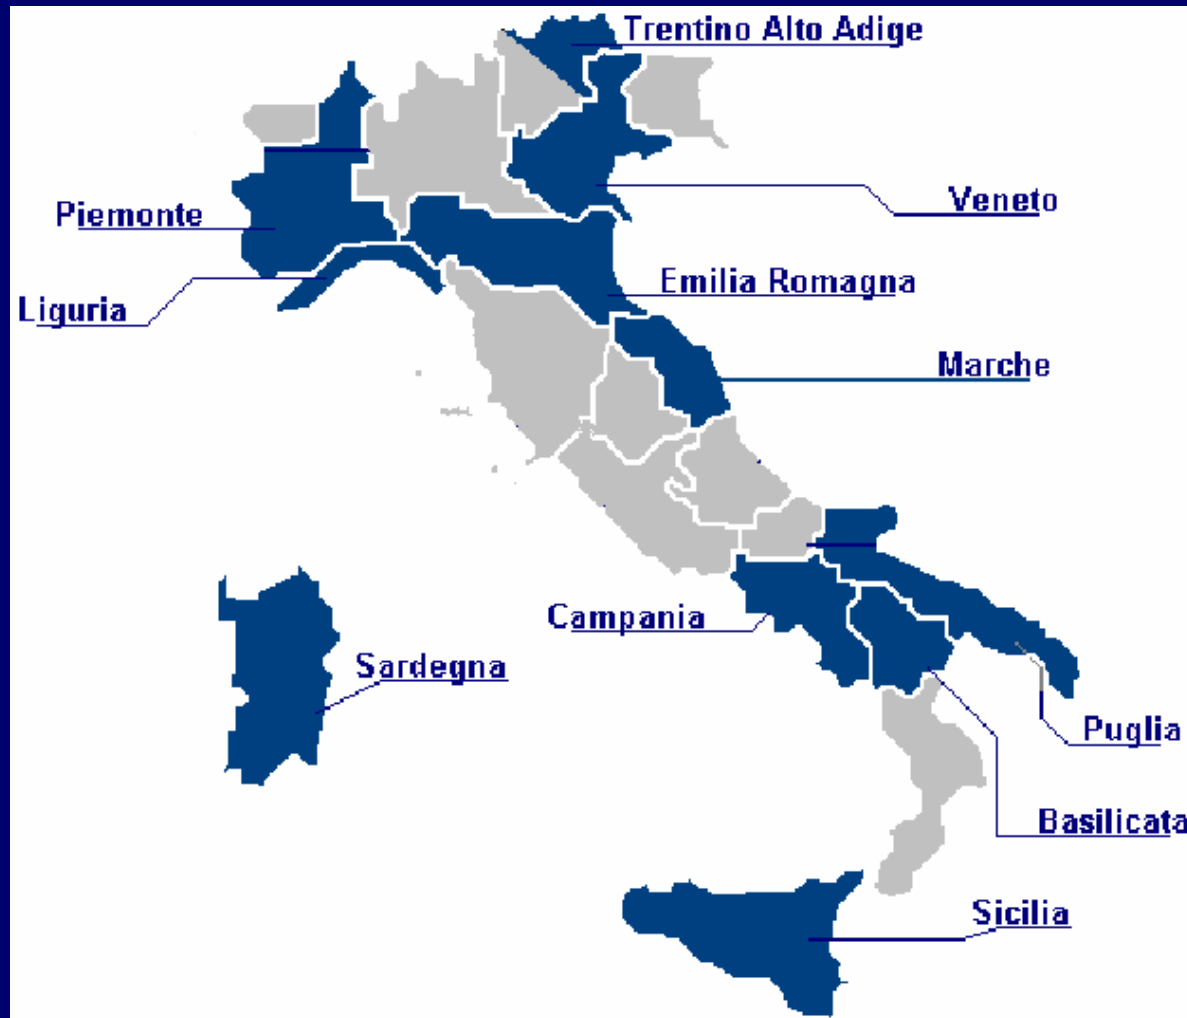 Trentino Alto Adige
Veneto
Piemonte
Emilia Romagna
Liguria
Marche
Campania
Sardegna
Puglia
Basilicata
Sicilia